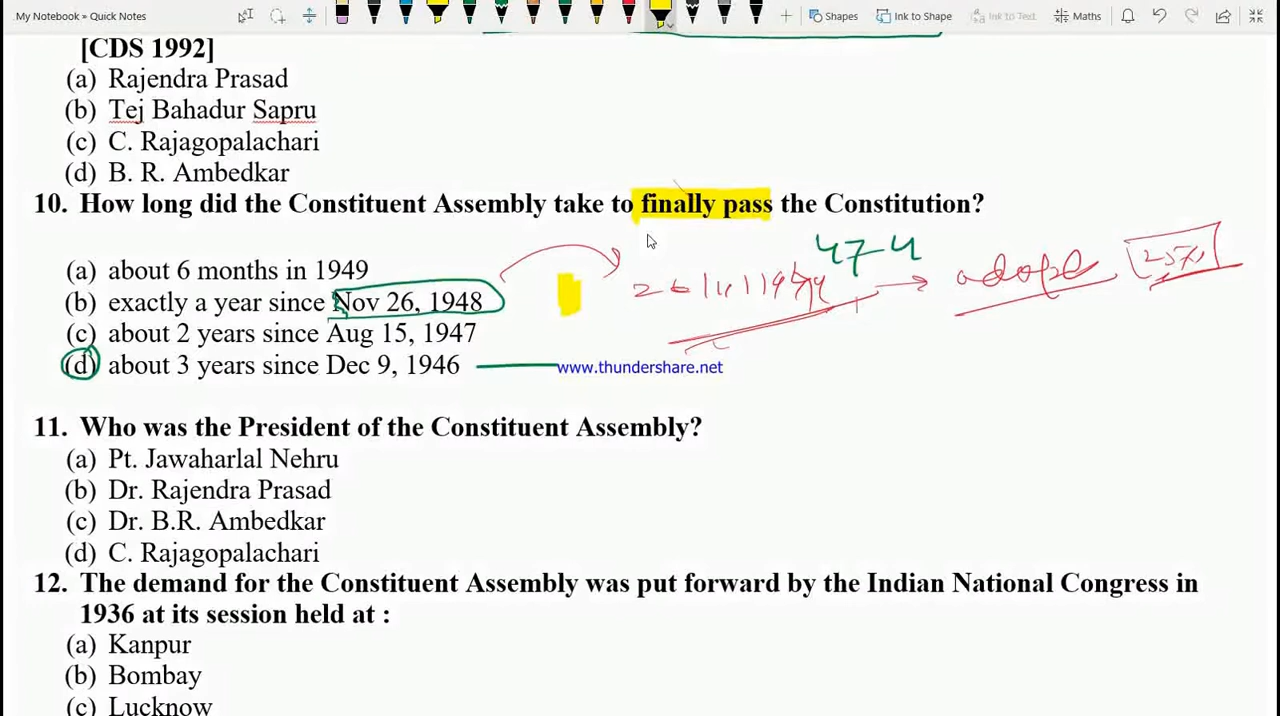 My Notebook » Quick Notes
Shapes Ink to Shape Ink to Text Maths
[CDS 1992]
(a) Rajendra Prasad
(b) Tej Bahadur Sapru
(c) C. Rajagopalachari
(d) B. R. Ambedkar
10. How long did the Constituent Assembly take to finally pass the Constitution?
474
(a) about 6 months in 1949
(b) exactly a year since Nov 26, 1948
(c) about 2 years since Aug 15, 1947
(d) about 3 years since Dec 9, 1946
www.thundershare.net
11. Who was the President of the Constituent Assembly?
(a) Pt. Jawaharlal Nehru
(b) Dr. Rajendra Prasad
(c) Dr. B.R. Ambedkar
(d) C. Rajagopalachari
12. The demand for the Constituent Assembly was put forward by the Indian National Congress in
1936 at its session held at :
(a) Kanpur
(b) Bombay
(c) Lucknow